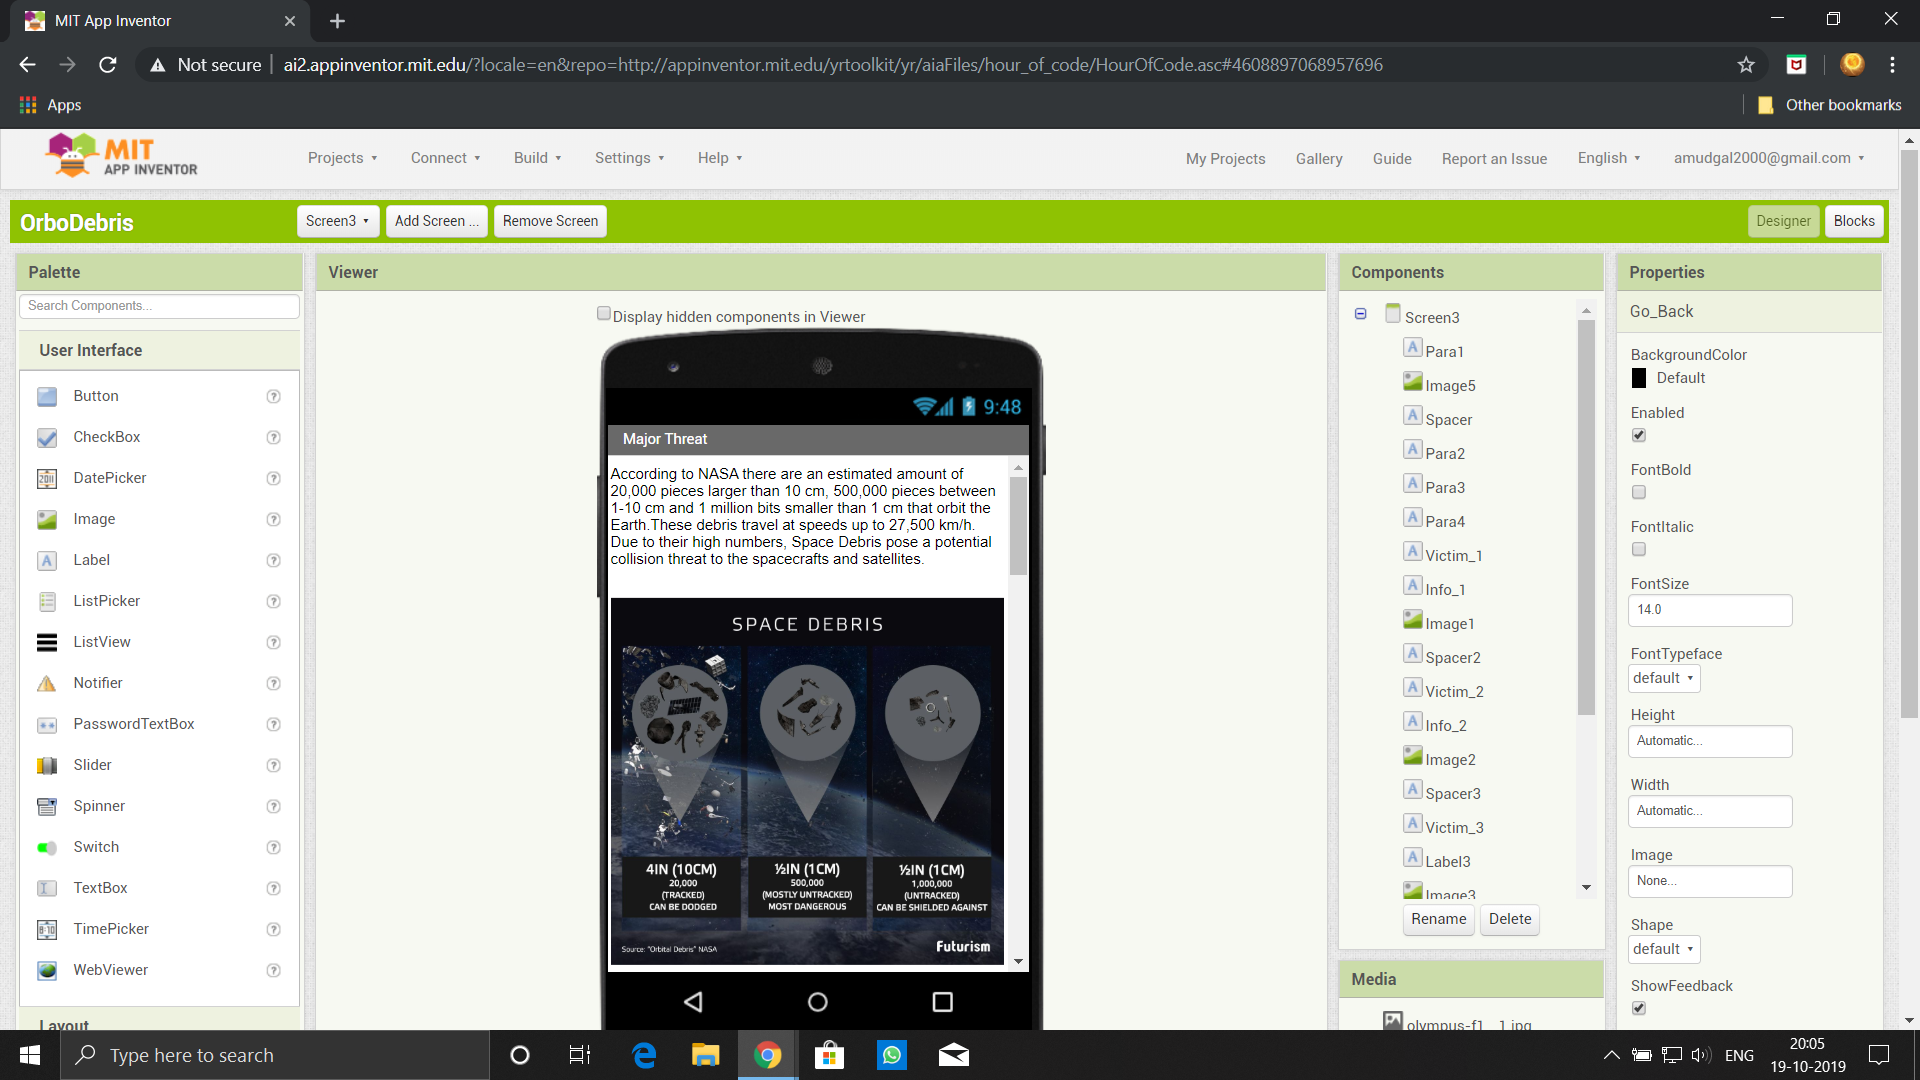 MIT App Inventor
Not secure
ai2.appinventor.mit.edu/?locale=en&repo=http://appinventor.mit.edu/yrtoolkit/yr/aiaFiles/hour_of_code/HourOfCode.asc#4608897068957696
Apps
Other bookmarks
MIT
APP INVENTOR
Projects
Connect
Build
Settings
Help
My Projects
Gallery
Guide
Report an Issue
English
amudgal2000@gmail.com
OrboDebris
Screen3
Add Screen ...
Remove Screen
Designer
Blocks
Palette
Search Components...
User Interface
Button
CheckBox
DatePicker
Image
Label
ListPicker
ListView
Notifier
PasswordTextBox
Slider
Spinner
Switch
TextBox
TimePicker
WebViewer
Layout
Viewer
Display hidden components in Viewer
9:48
Major Threat
According to NASA there are an estimated amount of
20,000 pieces larger than 10 cm, 500,000 pieces between
1-10 cm and 1 million bits smaller than 1 cm that orbit the
Earth.These debris travel at speeds up to 27,500 km/h.
Due to their high numbers, Space Debris pose a potential
collision threat to the spacecrafts and satellites.
SPACE DEBRIS
4IN (10CM)
20,000
(TRACKED)
CAN BE DODGED
½IN (1CM)
500,000
(MOSTLY UNTRACKED)
MOST DANGEROUS
½IN (1CM)
1,000,000
(UNTRACKED)
CAN BE SHIELDED AGAINST
Source: "Orbital Debris" NASA
Futurism
Components
Screen3
Para1
Image5
Spacer
Para2
Para3
Para4
Victim_1
Info_1
Image1
Spacer2
Victim_2
Info_2
Image2
Spacer3
Victim_3
Label3
Image3
Rename
Delete
Media
olympus-f1__1.jpg
Properties
Go_Back
BackgroundColor
Default
Enabled
FontBold
FontItalic
FontSize
14.0
FontTypeface
default
Height
Automatic...
Width
Automatic...
Image
None...
Shape
default
ShowFeedback
Type here to search
ENG
20:05
19-10-2019